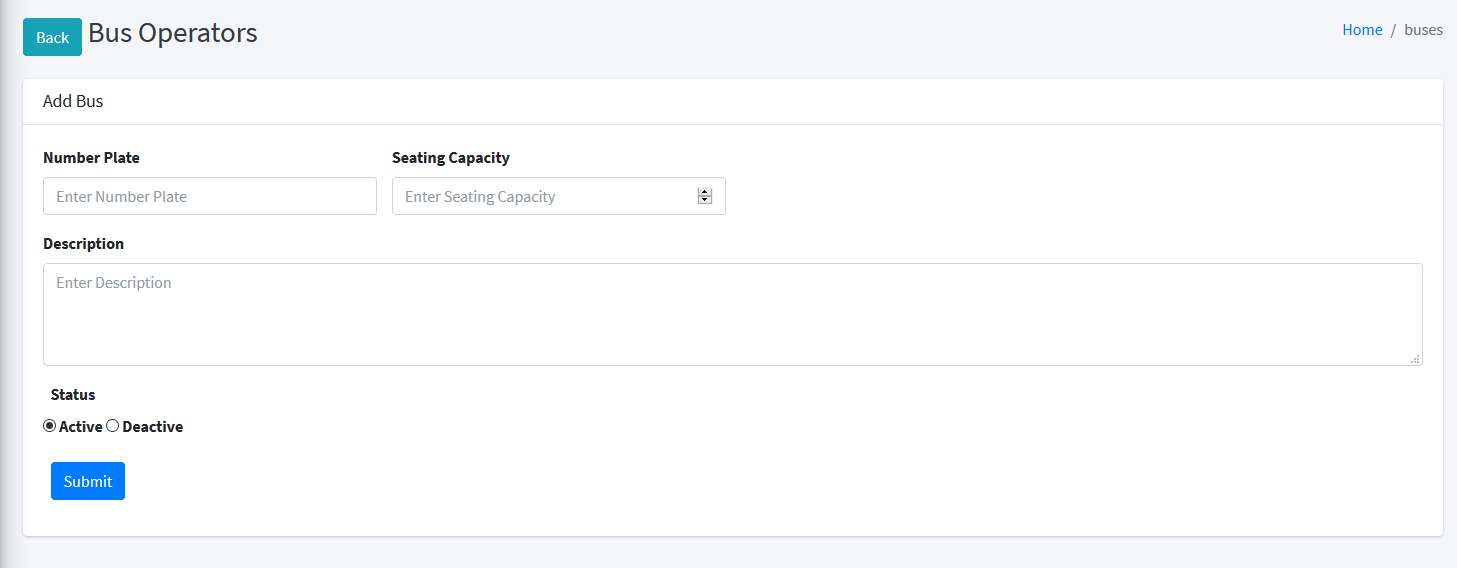 Back Bus Operators
Home / buses
Add Bus
Number Plate Seating Capacity
Enter Number Plate Enter Seating Capacity
Description
Enter Description
Status
Active Deactive
Submit